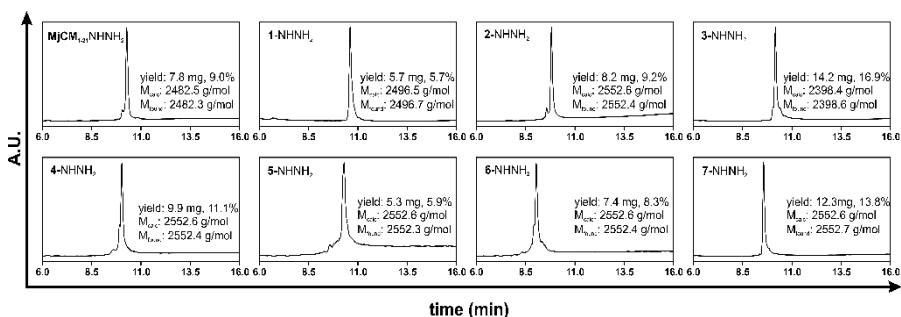 MjCM1-21NHNH2
yield: 7.8 mg, 9.0%
Mcalc: 2482.5 g/mol
Mfound: 2482.3 g/mol
6.0 8.5 11.0 13.5 16.0
1-NHNH2
yield: 5.7 mg, 5.7%
Mcalc: 2496.5 g/mol
Mfound: 2496.7 g/mol
6.0 8.5 11.0 13.5 16.0
2-NHNH2
yield: 8.2 mg, 9.2%
Mcalc: 2552.6 g/mol
Mfound: 2552.4 g/mol
6.0 8.5 11.0 13.5 16.0
3-NHNH2
yield: 14.2 mg, 16.9%
Mcalc: 2398.4 g/mol
Mfound: 2398.6 g/mol
6.0 8.5 11.0 13.5 16.0
A.U.
4-NHNH2
yield: 9.9 mg, 11.1%
Mcalc: 2552.6 g/mol
Mfound: 2552.4 g/mol
6.0 8.5 11.0 13.5 16.0
5-NHNH2
yield: 5.3 mg, 5.9%
Mcalc: 2552.6 g/mol
Mfound: 2552.3 g/mol
6.0 8.5 11.0 13.5 16.0
6-NHNH2
yield: 7.4 mg, 8.3%
Mcalc: 2552.6 g/mol
Mfound: 2552.4 g/mol
6.0 8.5 11.0 13.5 16.0
7-NHNH2
yield: 12.3mg, 13.8%
Mcalc: 2552.6 g/mol
Mfound: 2552.7 g/mol
6.0 8.5 11.0 13.5 16.0
time (min)